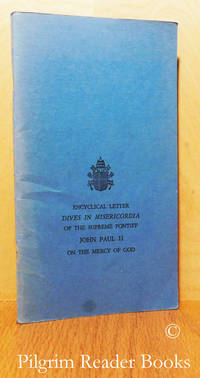 ENCYCLICAL LETTER
DIVES IN MISERICORDIA
OF THE SUPREME PONTIFF
JOHN PAUL II
ON THE MERCY OF GOD
©
Pilgrim Reader Books